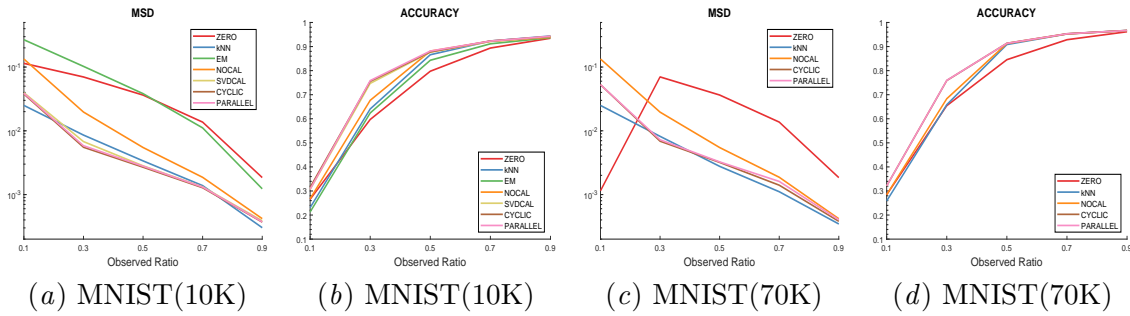 MSD
10^-1
10^-2
10^-3
0.1 0.3 0.5 0.7 0.9
Observed Ratio
ZERO
kNN
EM
NOCAL
SVDCAL
CYCLIC
PARALLEL
(a) MNIST(10K)
ACCURACY
1
0.9
0.8
0.7
0.6
0.5
0.4
0.3
0.2
0.1
0.1 0.3 0.5 0.7 0.9
Observed Ratio
ZERO
kNN
EM
NOCAL
SVDCAL
CYCLIC
PARALLEL
(b) MNIST(10K)
MSD
10^-1
10^-2
10^-3
0.1 0.3 0.5 0.7 0.9
Observed Ratio
ZERO
kNN
NOCAL
CYCLIC
PARALLEL
(c) MNIST(70K)
ACCURACY
1
0.9
0.8
0.7
0.6
0.5
0.4
0.3
0.2
0.1
0.1 0.3 0.5 0.7 0.9
Observed Ratio
ZERO
kNN
NOCAL
CYCLIC
PARALLEL
(d) MNIST(70K)